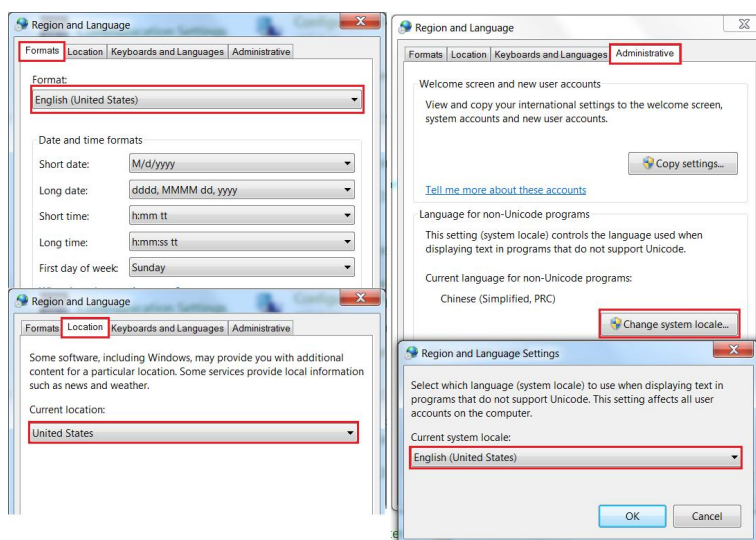 Region and Language
Formats Location Keyboards and Languages Administrative
Format:
English (United States)
Date and time formats
Short date: M/d/yyyy
Long date: dddd, MMMM dd, yyyy
Short time: h:mm tt
Long time: h:mm:ss tt
First day of week: Sunday
Region and Language
Formats Location Keyboards and Languages Administrative
Some software, including Windows, may provide you with additional
content for a particular location. Some services provide local information
such as news and weather.
Current location:
United States
Region and Language
Formats Location Keyboards and Languages Administrative
Welcome screen and new user accounts
View and copy your international settings to the welcome screen,
system accounts and new user accounts.
Copy settings...
Tell me more about these accounts
Language for non-Unicode programs
This setting (system locale) controls the language used when
displaying text in programs that do not support Unicode.
Current language for non-Unicode programs:
Chinese (Simplified, PRC)
Change system locale...
Region and Language Settings
Select which language (system locale) to use when displaying text in
programs that do not support Unicode. This setting affects all user
accounts on the computer.
Current system locale:
English (United States)
OK Cancel